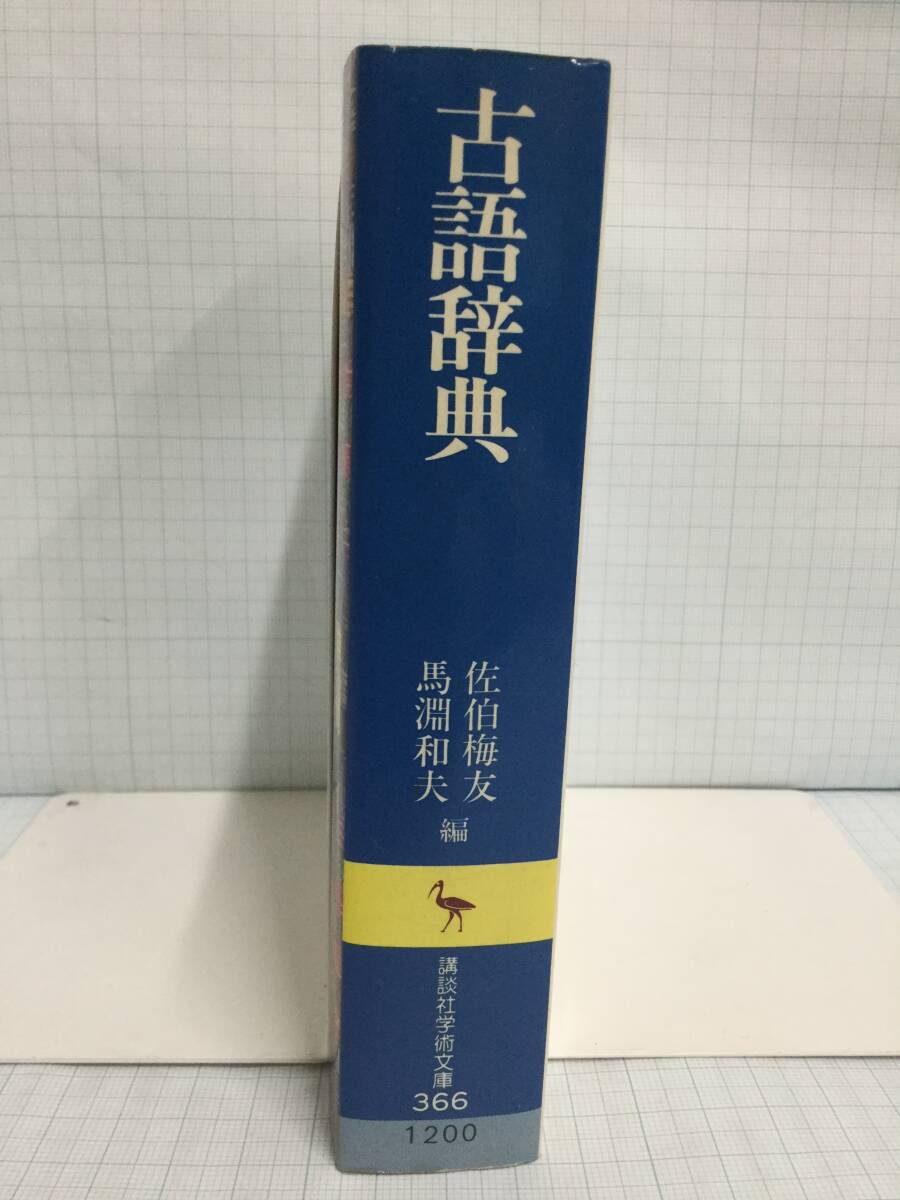 古語辞典
佐伯梅友
馬淵和夫
編
講談社学術文庫
366
1200